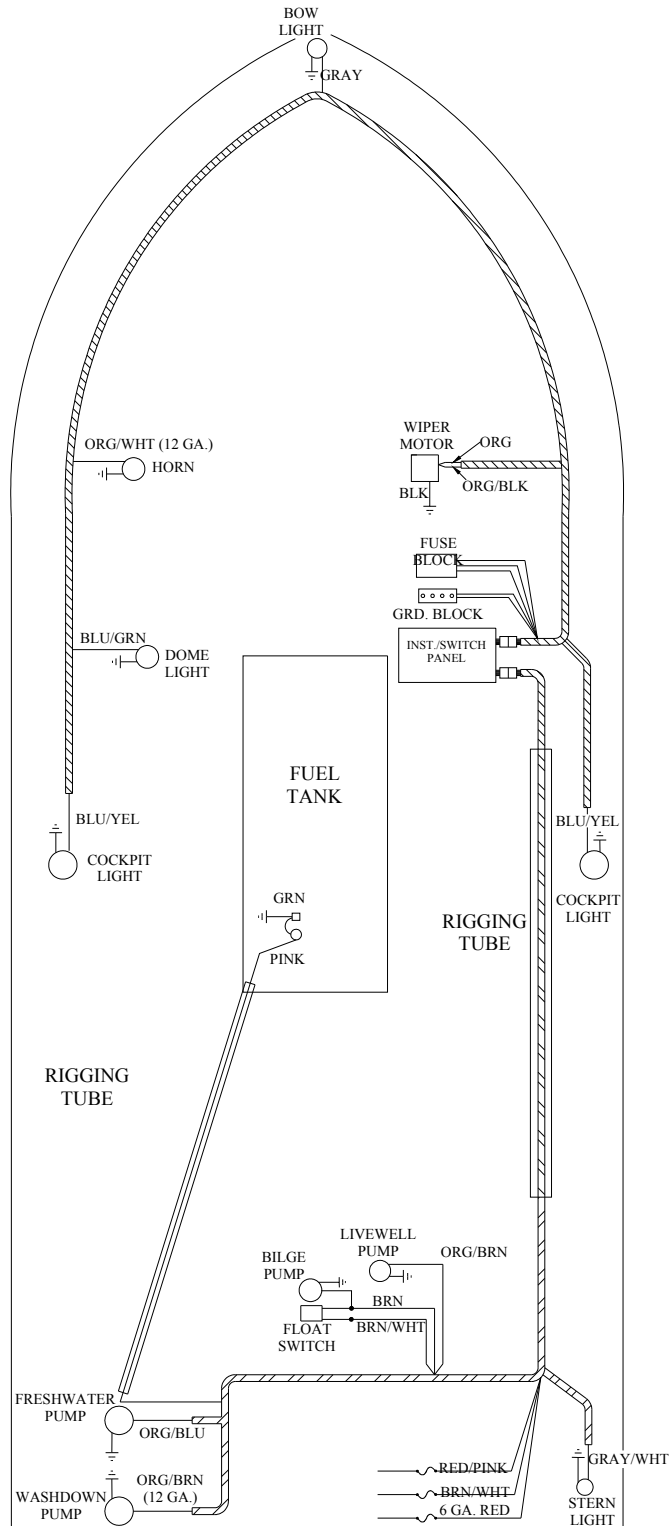 BOW
LIGHT
GRAY
ORG/WHT (12 GA.)
HORN
WIPER
MOTOR
ORG
ORG/BLK
BLK
FUSE
BLOCK
GRD. BLOCK
BLU/GRN
DOME
LIGHT
INST./SWITCH
PANEL
FUEL
TANK
BLU/YEL
COCKPIT
LIGHT
BLU/YEL
COCKPIT
LIGHT
GRN
PINK
RIGGING
TUBE
RIGGING
TUBE
LIVEWELL
PUMP
ORG/BRN
BILGE
PUMP
BRN
BRN/WHT
FLOAT
SWITCH
FRESHWATER
PUMP
ORG/BLU
ORG/BRN
(12 GA.)
WASHDOWN
PUMP
RED/PINK
BRN/WHT
6 GA. RED
GRAY/WHT
STERN
LIGHT